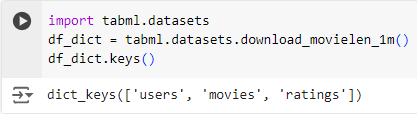 import tabml.datasets
df_dict = tabml.datasets.download_movielen_1m()
df_dict.keys()
dict_keys(['users', 'movies', 'ratings'])